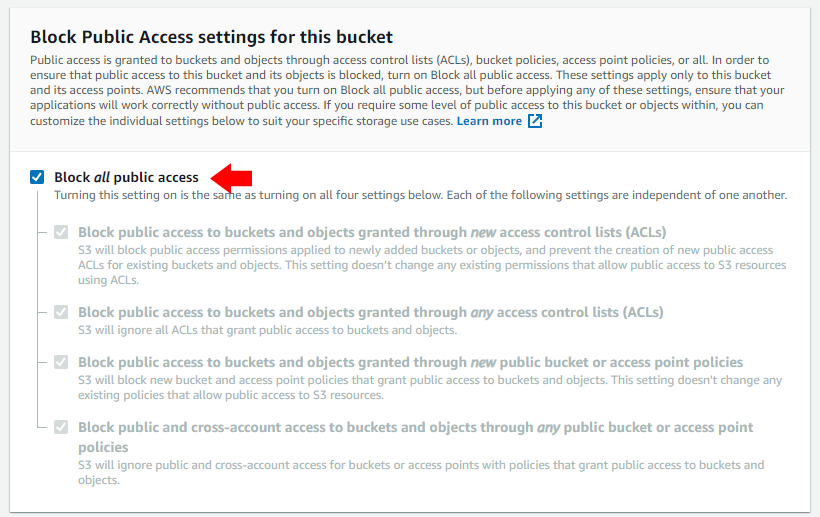 Block Public Access settings for this bucket
Public access is granted to buckets and objects through access control lists (ACLs), bucket policies, access point policies, or all. In order to
ensure that public access to this bucket and its objects is blocked, turn on Block all public access. These settings apply only to this bucket
and its access points. AWS recommends that you turn on Block all public access, but before applying any of these settings, ensure that your
applications will work correctly without public access. If you require some level of public access to this bucket or objects within, you can
customize the individual settings below to suit your specific storage use cases. Learn more
Block all public access
Turning this setting on is the same as turning on all four settings below. Each of the following settings are independent of one another.
Block public access to buckets and objects granted through new access control lists (ACLs)
S3 will block public access permissions applied to newly added buckets or objects, and prevent the creation of new public access
ACLs for existing buckets and objects. This setting doesn't change any existing permissions that allow public access to S3 resources
using ACLs.
Block public access to buckets and objects granted through any access control lists (ACLs)
S3 will ignore all ACLs that grant public access to buckets and objects.
Block public access to buckets and objects granted through new public bucket or access point policies
S3 will block new bucket and access point policies that grant public access to buckets and objects. This setting doesn't change any
existing policies that allow public access to S3 resources.
Block public and cross-account access to buckets and objects through any public bucket or access point
policies
S3 will ignore public and cross-account access for buckets or access points with policies that grant public access to buckets and
objects.